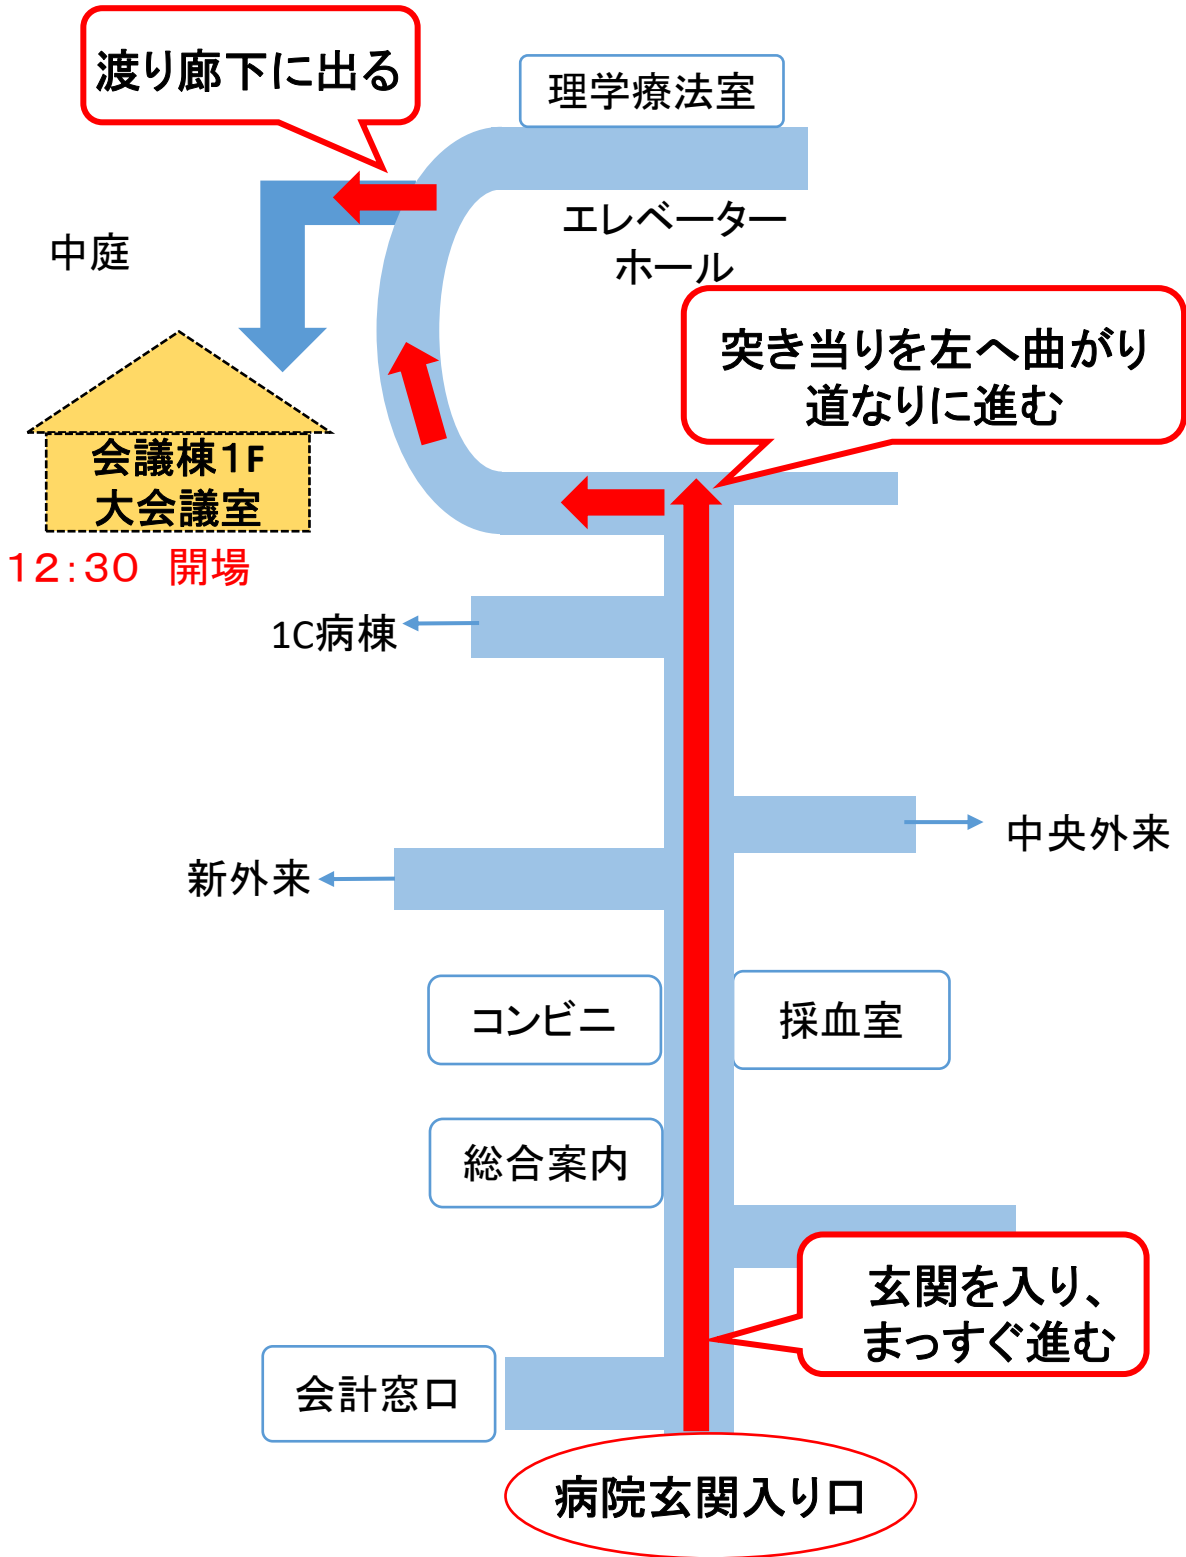 渡り廊下に出る
理学療法室
エレベーター
ホール
中庭
突き当りを左へ曲がり
道なりに進む
会議棟1F
大会議室
12:30　開場
1C病棟
中央外来
新外来
コンビニ
採血室
総合案内
玄関を入り、
まっすぐ進む
会計窓口
病院玄関入り口